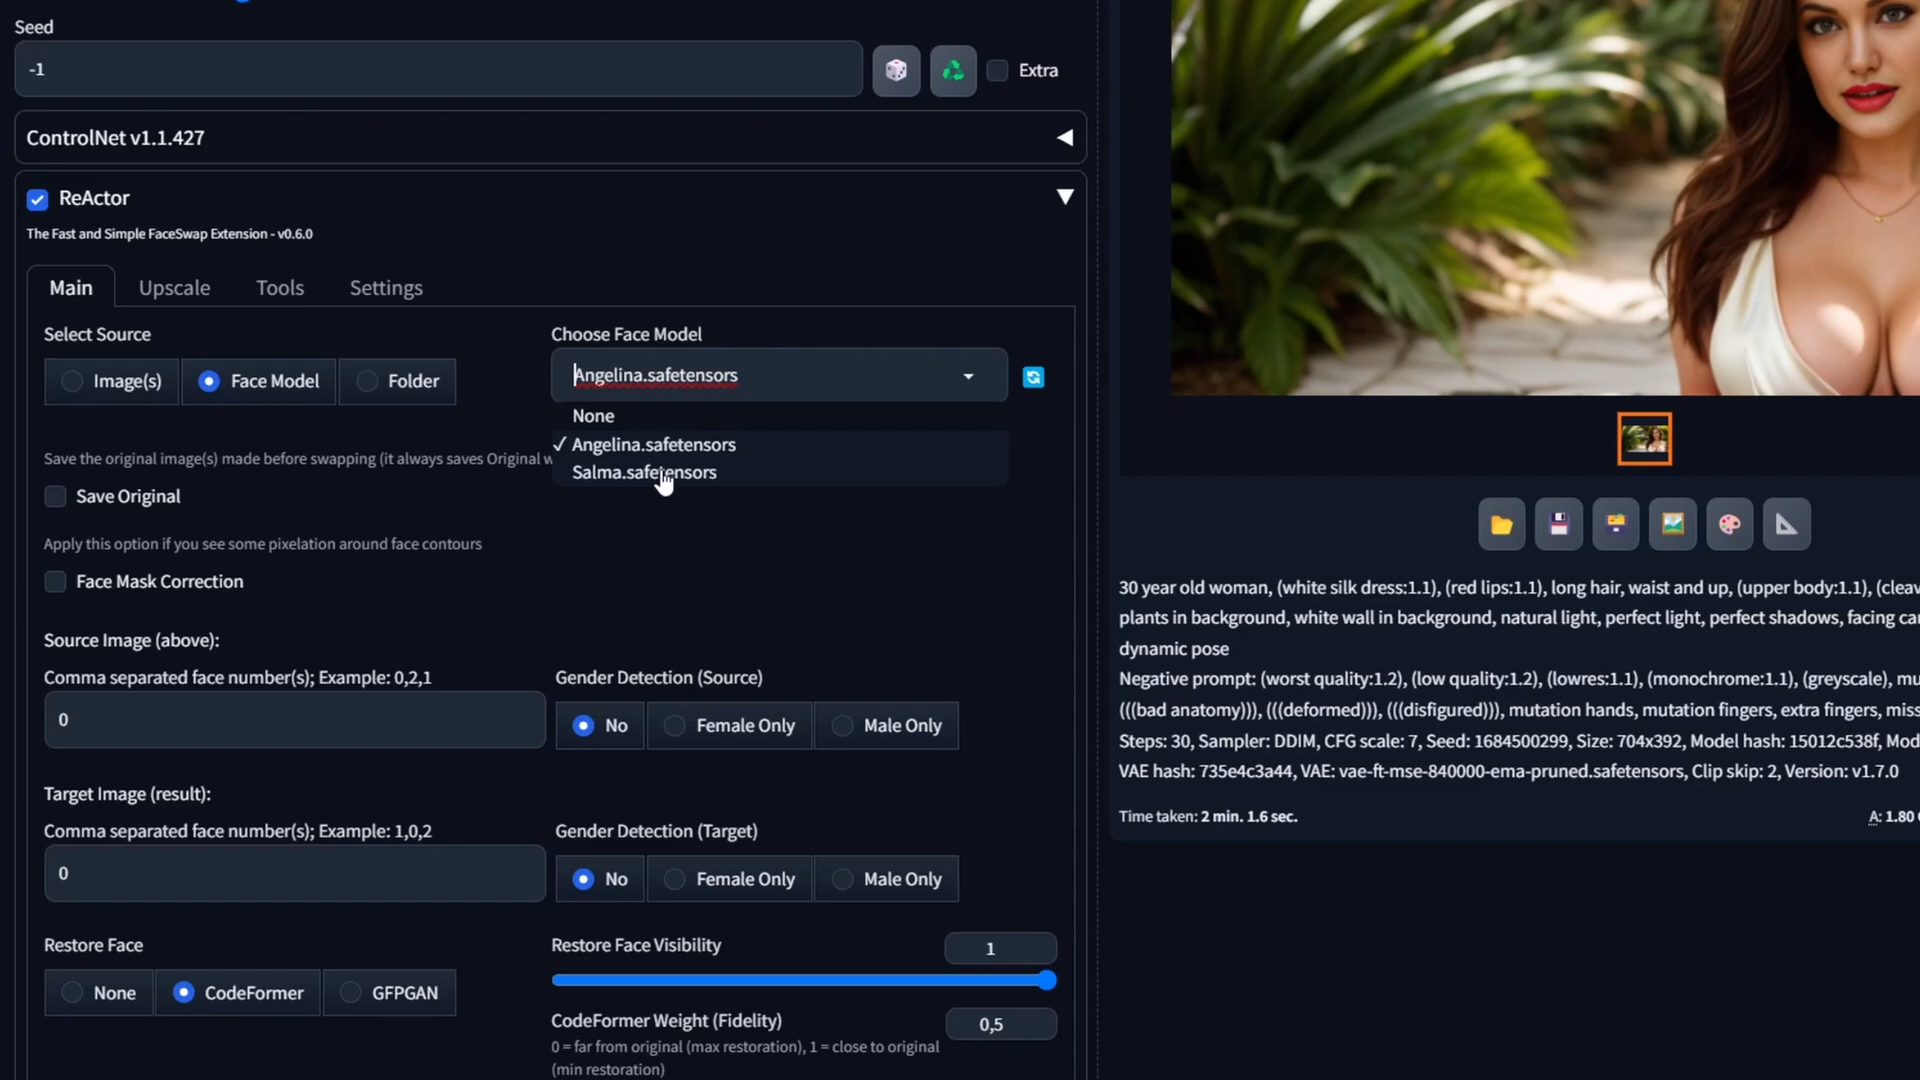 Seed
-1
Extra
ControlNet v1.1.427
ReActor
The Fast and Simple FaceSwap Extension - v0.6.0
Main
Upscale
Tools
Settings
Select Source
Choose Face Model
Image(s)
Face Model
Folder
Angelina.safetensors
None
Angelina.safetensors
Salma.safetensors
Save the original image(s) made before swapping (it always saves Original
Save Original
Apply this option if you see some pixelation around face contours
Face Mask Correction
Source Image (above):
Comma separated face number(s); Example: 0,2,1
0
Gender Detection (Source)
No
Female Only
Male Only
Target Image (result):
Comma separated face number(s); Example: 1,0,2
0
Gender Detection (Target)
No
Female Only
Male Only
Restore Face
None
CodeFormer
GFPGAN
Restore Face Visibility
1
CodeFormer Weight (Fidelity)
0,5
0 = far from original (max restoration), 1 = close to original
(min restoration)
30 year old woman, (white silk dress:1.1), (red lips:1.1), long hair, waist and up, (upper body:1.1),
plants in background, white wall in background, natural light, perfect light, perfect shadows, facing
dynamic pose
Negative prompt: (worst quality:1.2), (low quality:1.2), (lowres:1.1), (monochrome:1.1), (greyscale),
(((bad anatomy))), (((deformed))), (((disfigured))), mutation hands, mutation fingers, extra fingers,
Steps: 30, Sampler: DDIM, CFG scale: 7, Seed: 1684500299, Size: 704x392, Model hash: 15012c538f,
VAE hash: 735e4c3a44, VAE: vae-ft-mse-840000-ema-pruned.safetensors, Clip skip: 2, Version: v1.7.0
Time taken: 2 min. 1.6 sec.
A: 1.80